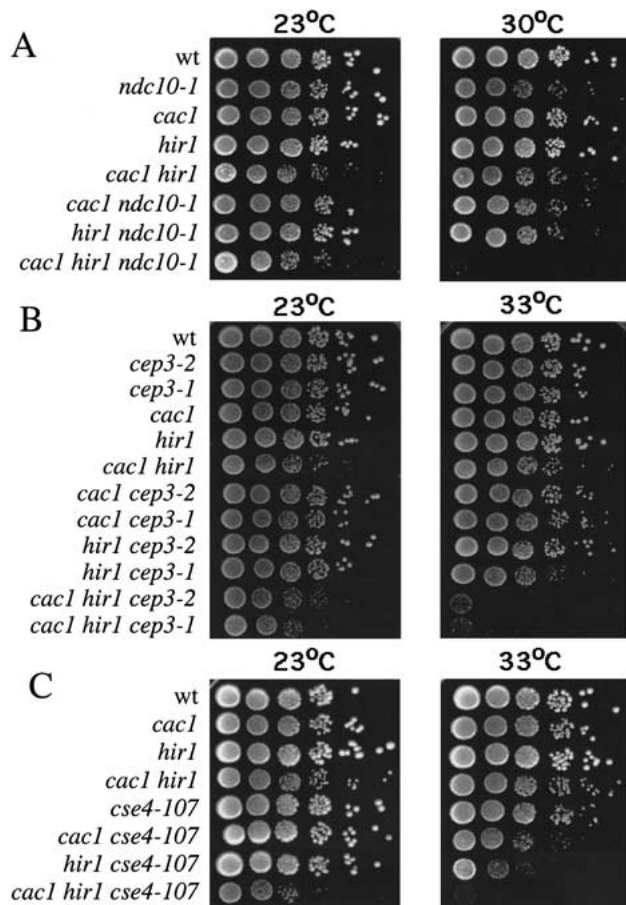 A
23°C 30°C
wt
ndc10-1
cac1
hir1
cac1 hir1
cac1 ndc10-1
hir1 ndc10-1
cac1 hir1 ndc10-1
B
23°C 33°C
wt
cep3-2
cep3-1
cac1
hir1
cac1 hir1
cac1 cep3-2
cac1 cep3-1
hir1 cep3-2
hir1 cep3-1
cac1 hir1 cep3-2
cac1 hir1 cep3-1
C
23°C 33°C
wt
cac1
hir1
cac1 hir1
cse4-107
cac1 cse4-107
hir1 cse4-107
cac1 hir1 cse4-107